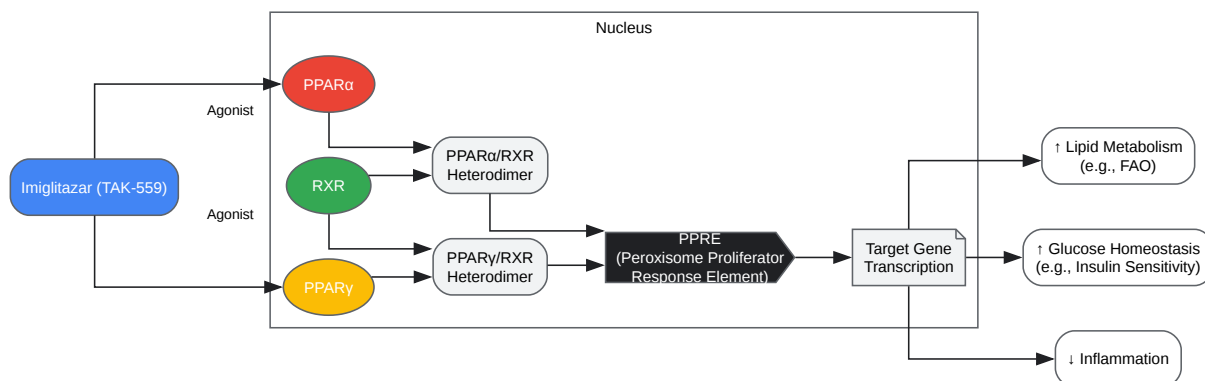 Nucleus
PPARα
Agonist
Imiglitazar (TAK-559)
Agonist
RXR
PPARγ
PPARα/RXR
Heterodimer
PPARγ/RXR
Heterodimer
PPRE
(Peroxisome Proliferator
Response Element)
Target Gene
Transcription
↑ Lipid Metabolism
(e.g., FAO)
↑ Glucose Homeostasis
(e.g., Insulin Sensitivity)
↓ Inflammation